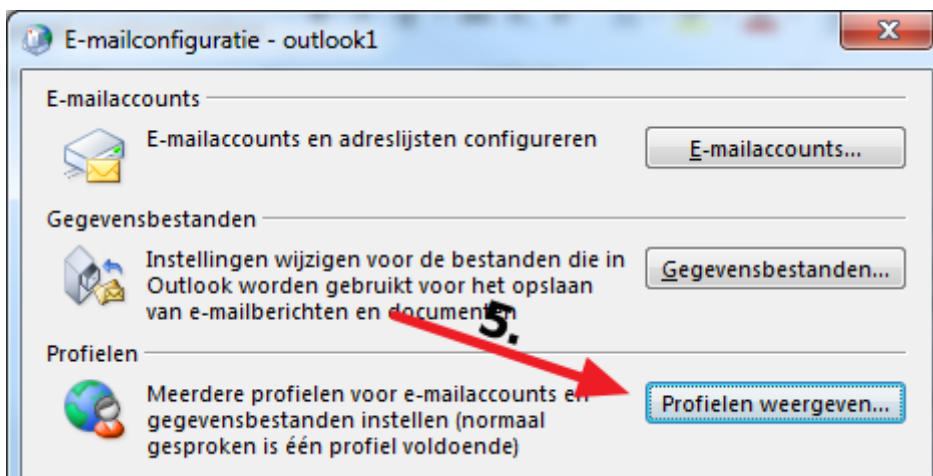 E-mailconfiguratie - outlook1
E-mailaccounts
E-mailaccounts en adreslijsten configureren
E-mailaccounts...
Gegevensbestanden
Instellingen wijzigen voor de bestanden die in
Outlook worden gebruikt voor het opslaan
van e-mailberichten en documenten
Gegevensbestanden...
5.
Profielen
Meerdere profielen voor e-mailaccounts en
gegevensbestanden instellen (normaal
gesproken is één profiel voldoende)
Profielen weergeven...